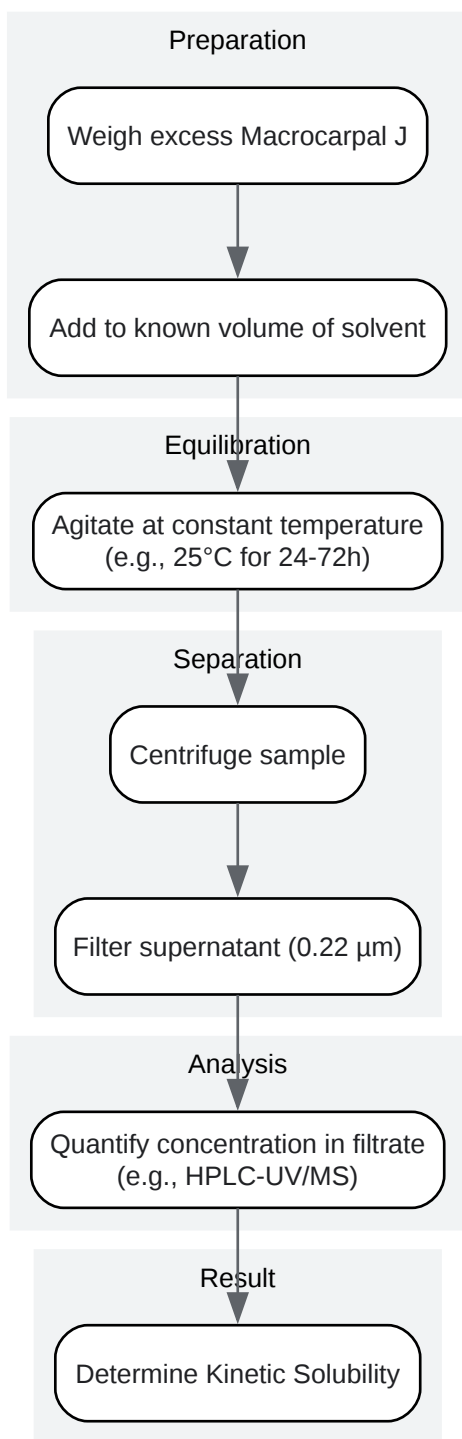 Preparation
Weigh excess Macrocarpal J
Add to known volume of solvent
Equilibration
Agitate at constant temperature
(e.g., 25°C for 24-72h)
Separation
Centrifuge sample
Filter supernatant (0.22 µm)
Analysis
Quantify concentration in filtrate
(e.g., HPLC-UV/MS)
Result
Determine Kinetic Solubility